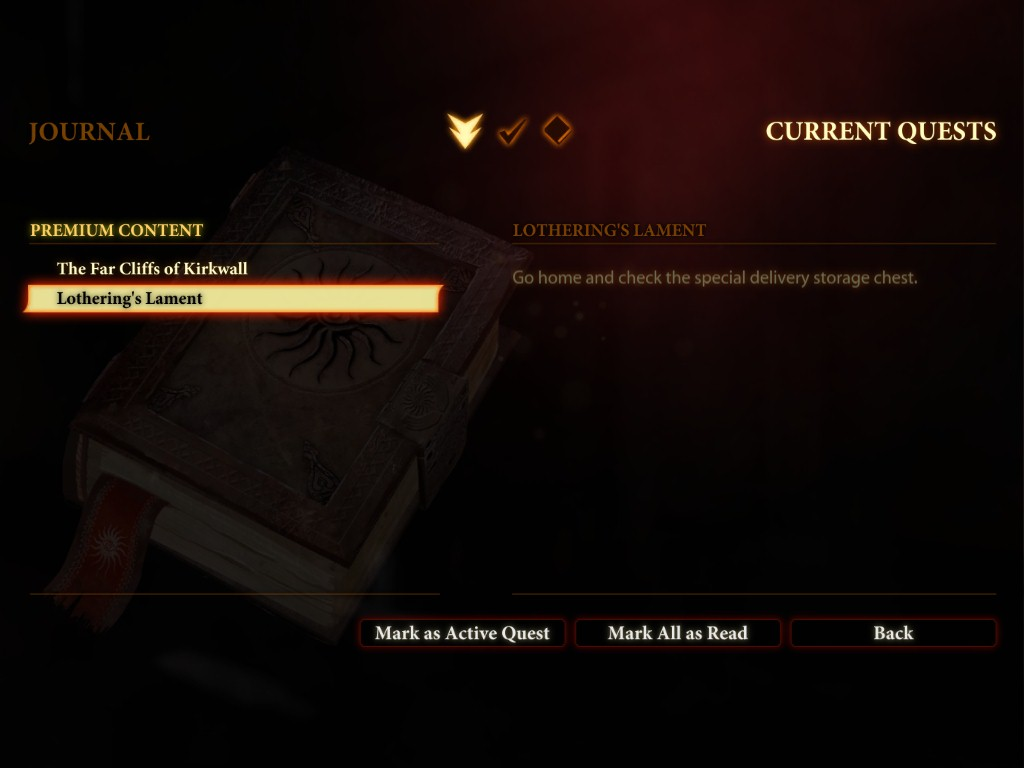 JOURNAL
CURRENT QUESTS
PREMIUM CONTENT
The Far Cliffs of Kirkwall
Lothering's Lament
LOTHERING'S LAMENT
Go home and check the special delivery storage chest.
Mark as Active Quest
Mark All as Read
Back